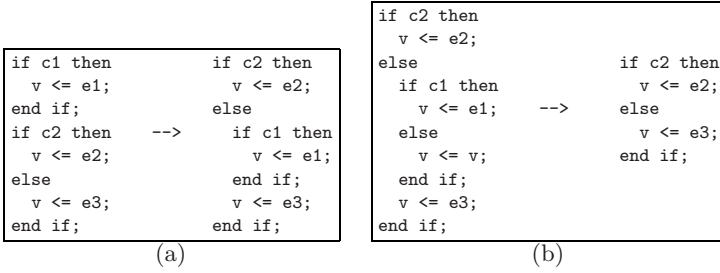 if c1 then
  v <= e1;
end if;
if c2 then
  v <= e2;
else
  v <= e3;
end if;
-->
if c2 then
  v <= e2;
else
  if c1 then
    v <= e1;
  end if;
  v <= e3;
end if;
(a)
if c2 then
  v <= e2;
else
  if c1 then
    v <= e1;
  else
    v <= v;
  end if;
  v <= e3;
end if;
-->
if c2 then
  v <= e2;
else
  v <= e3;
end if;
(b)